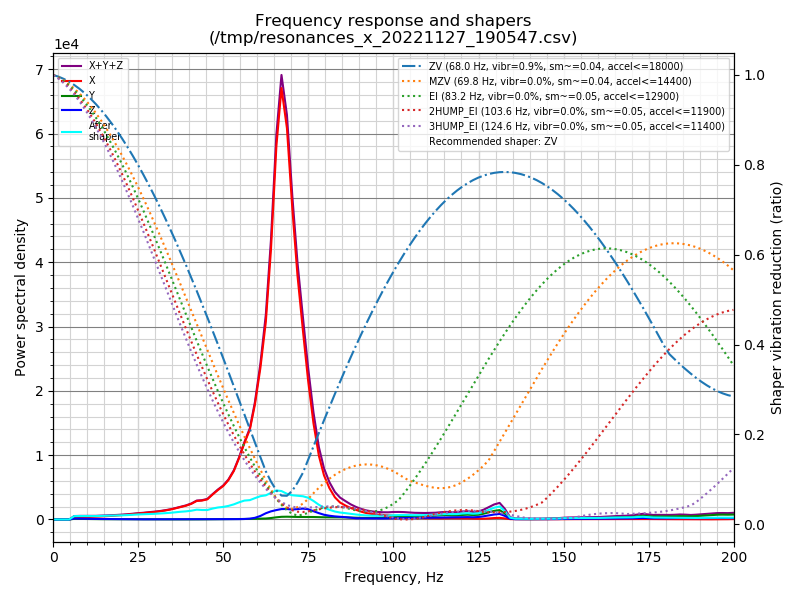 Frequency response and shapers
(/tmp/resonances_x_20221127_190547.csv)
1e4
X+Y+Z
X
Y
Z
After
shaper
ZV (68.0 Hz, vibr=0.9%, sm~=0.04, accel<=18000)
MZV (69.8 Hz, vibr=0.0%, sm~=0.04, accel<=14400)
EI (83.2 Hz, vibr=0.0%, sm~=0.05, accel<=12900)
2HUMP_EI (103.6 Hz, vibr=0.0%, sm~=0.05, accel<=11900)
3HUMP_EI (124.6 Hz, vibr=0.0%, sm~=0.05, accel<=11400)
Recommended shaper: ZV
7
6
5
4
3
2
1
0
Power spectral density
1.0
0.8
0.6
0.4
0.2
0.0
Shaper vibration reduction (ratio)
0 25 50 75 100 125 150 175 200
Frequency, Hz